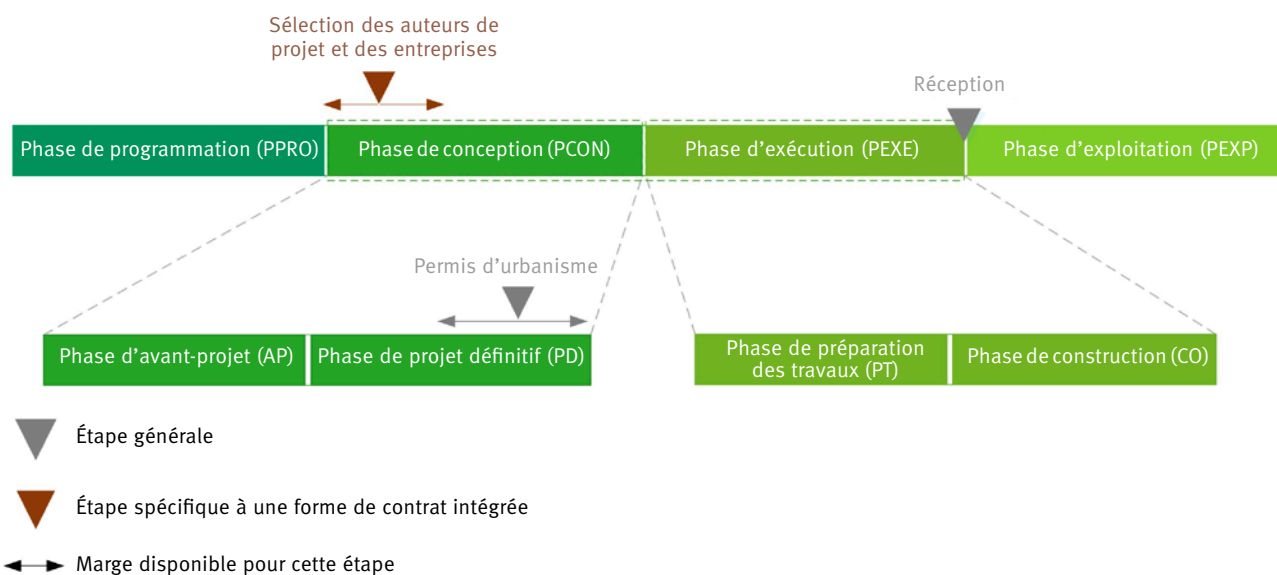 Sélection des auteurs de
projet et des entreprises
Réception
Phase de programmation (PPRO)
Phase de conception (PCON)
Phase d’exécution (PEXE)
Phase d’exploitation (PEXP)
Permis d’urbanisme
Phase d’avant-projet (AP)
Phase de projet définitif (PD)
Phase de préparation
des travaux (PT)
Phase de construction (CO)
Étape générale
Étape spécifique à une forme de contrat intégrée
Marge disponible pour cette étape